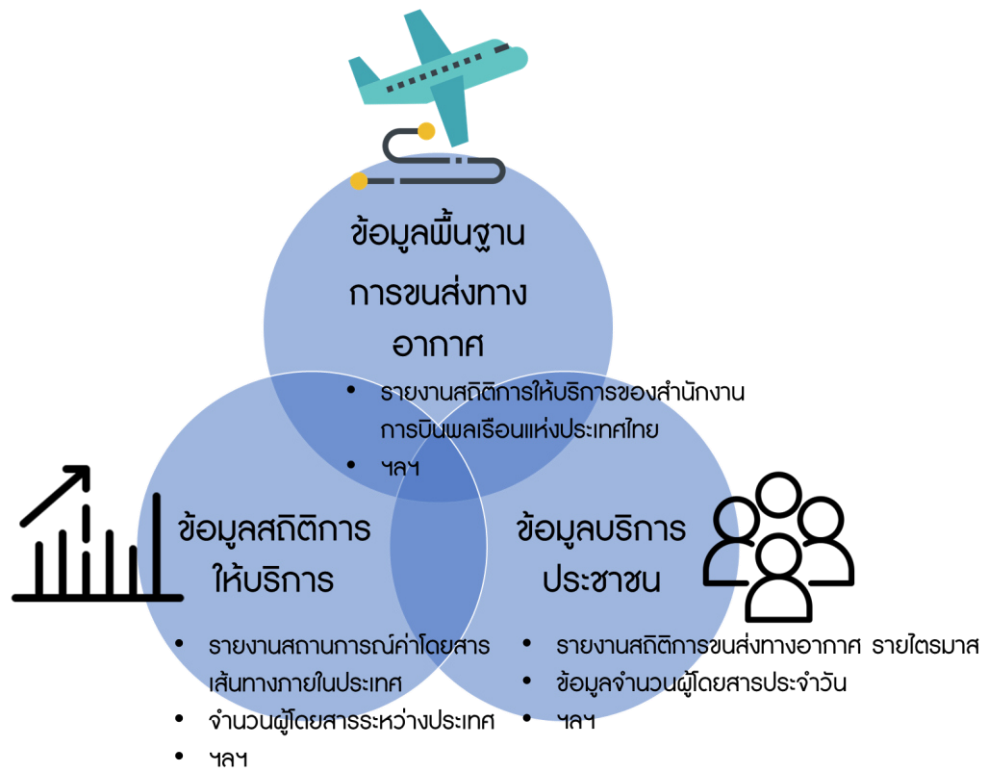 ข้อมูลพื้นฐาน
การขนส่งทาง
อากาศ
• รายงานสถิติการให้บริการของสำนักงาน
การบินพลเรือนแห่งประเทศไทย
• ฯลฯ
ข้อมูลสถิติการ
ให้บริการ
• รายงานสถานการณ์ค่าโดยสาร
เส้นทางภายในประเทศ
• จำนวนผู้โดยสารระหว่างประเทศ
• ฯลฯ
ข้อมูลบริการ
ประชาชน
• รายงานสถิติการขนส่งทางอากาศ รายไตรมาส
• ข้อมูลจำนวนผู้โดยสารประจำวัน
• ฯลฯ